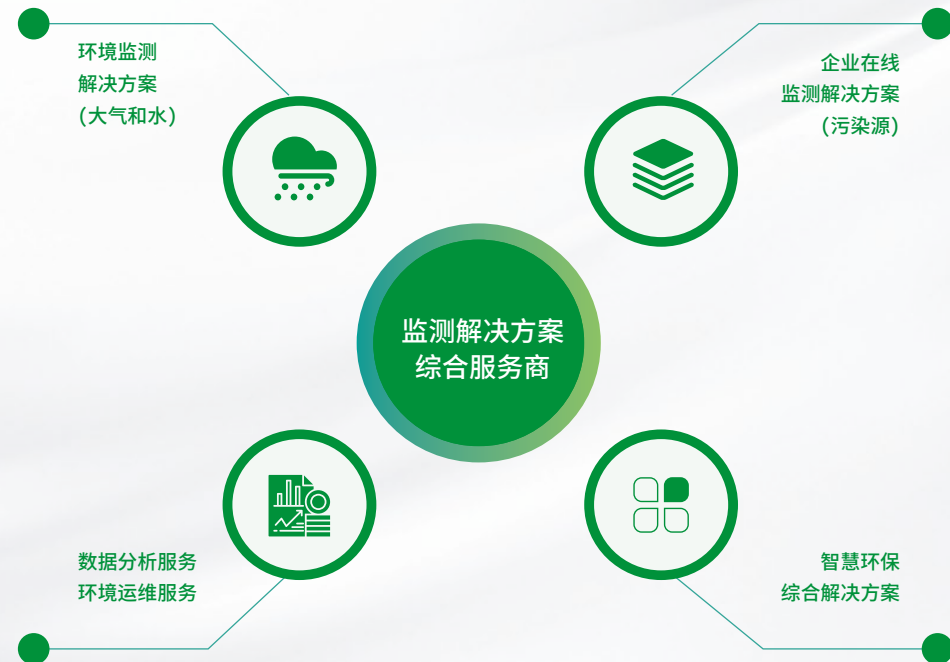 环境监测
解决方案
(大气和水)
企业在线
监测解决方案
(污染源)
监测解决方案
综合服务商
数据分析服务
环境运维服务
智慧环保
综合解决方案